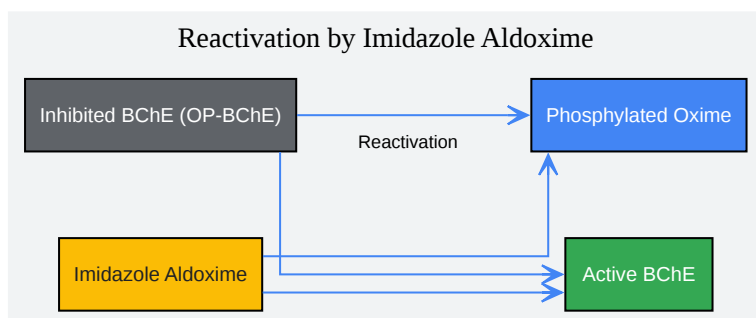 Reactivation by Imidazole Aldoxime
Inhibited BChE (OP-BChE)
Phosphylated Oxime
Reactivation
Imidazole Aldoxime
Active BChE